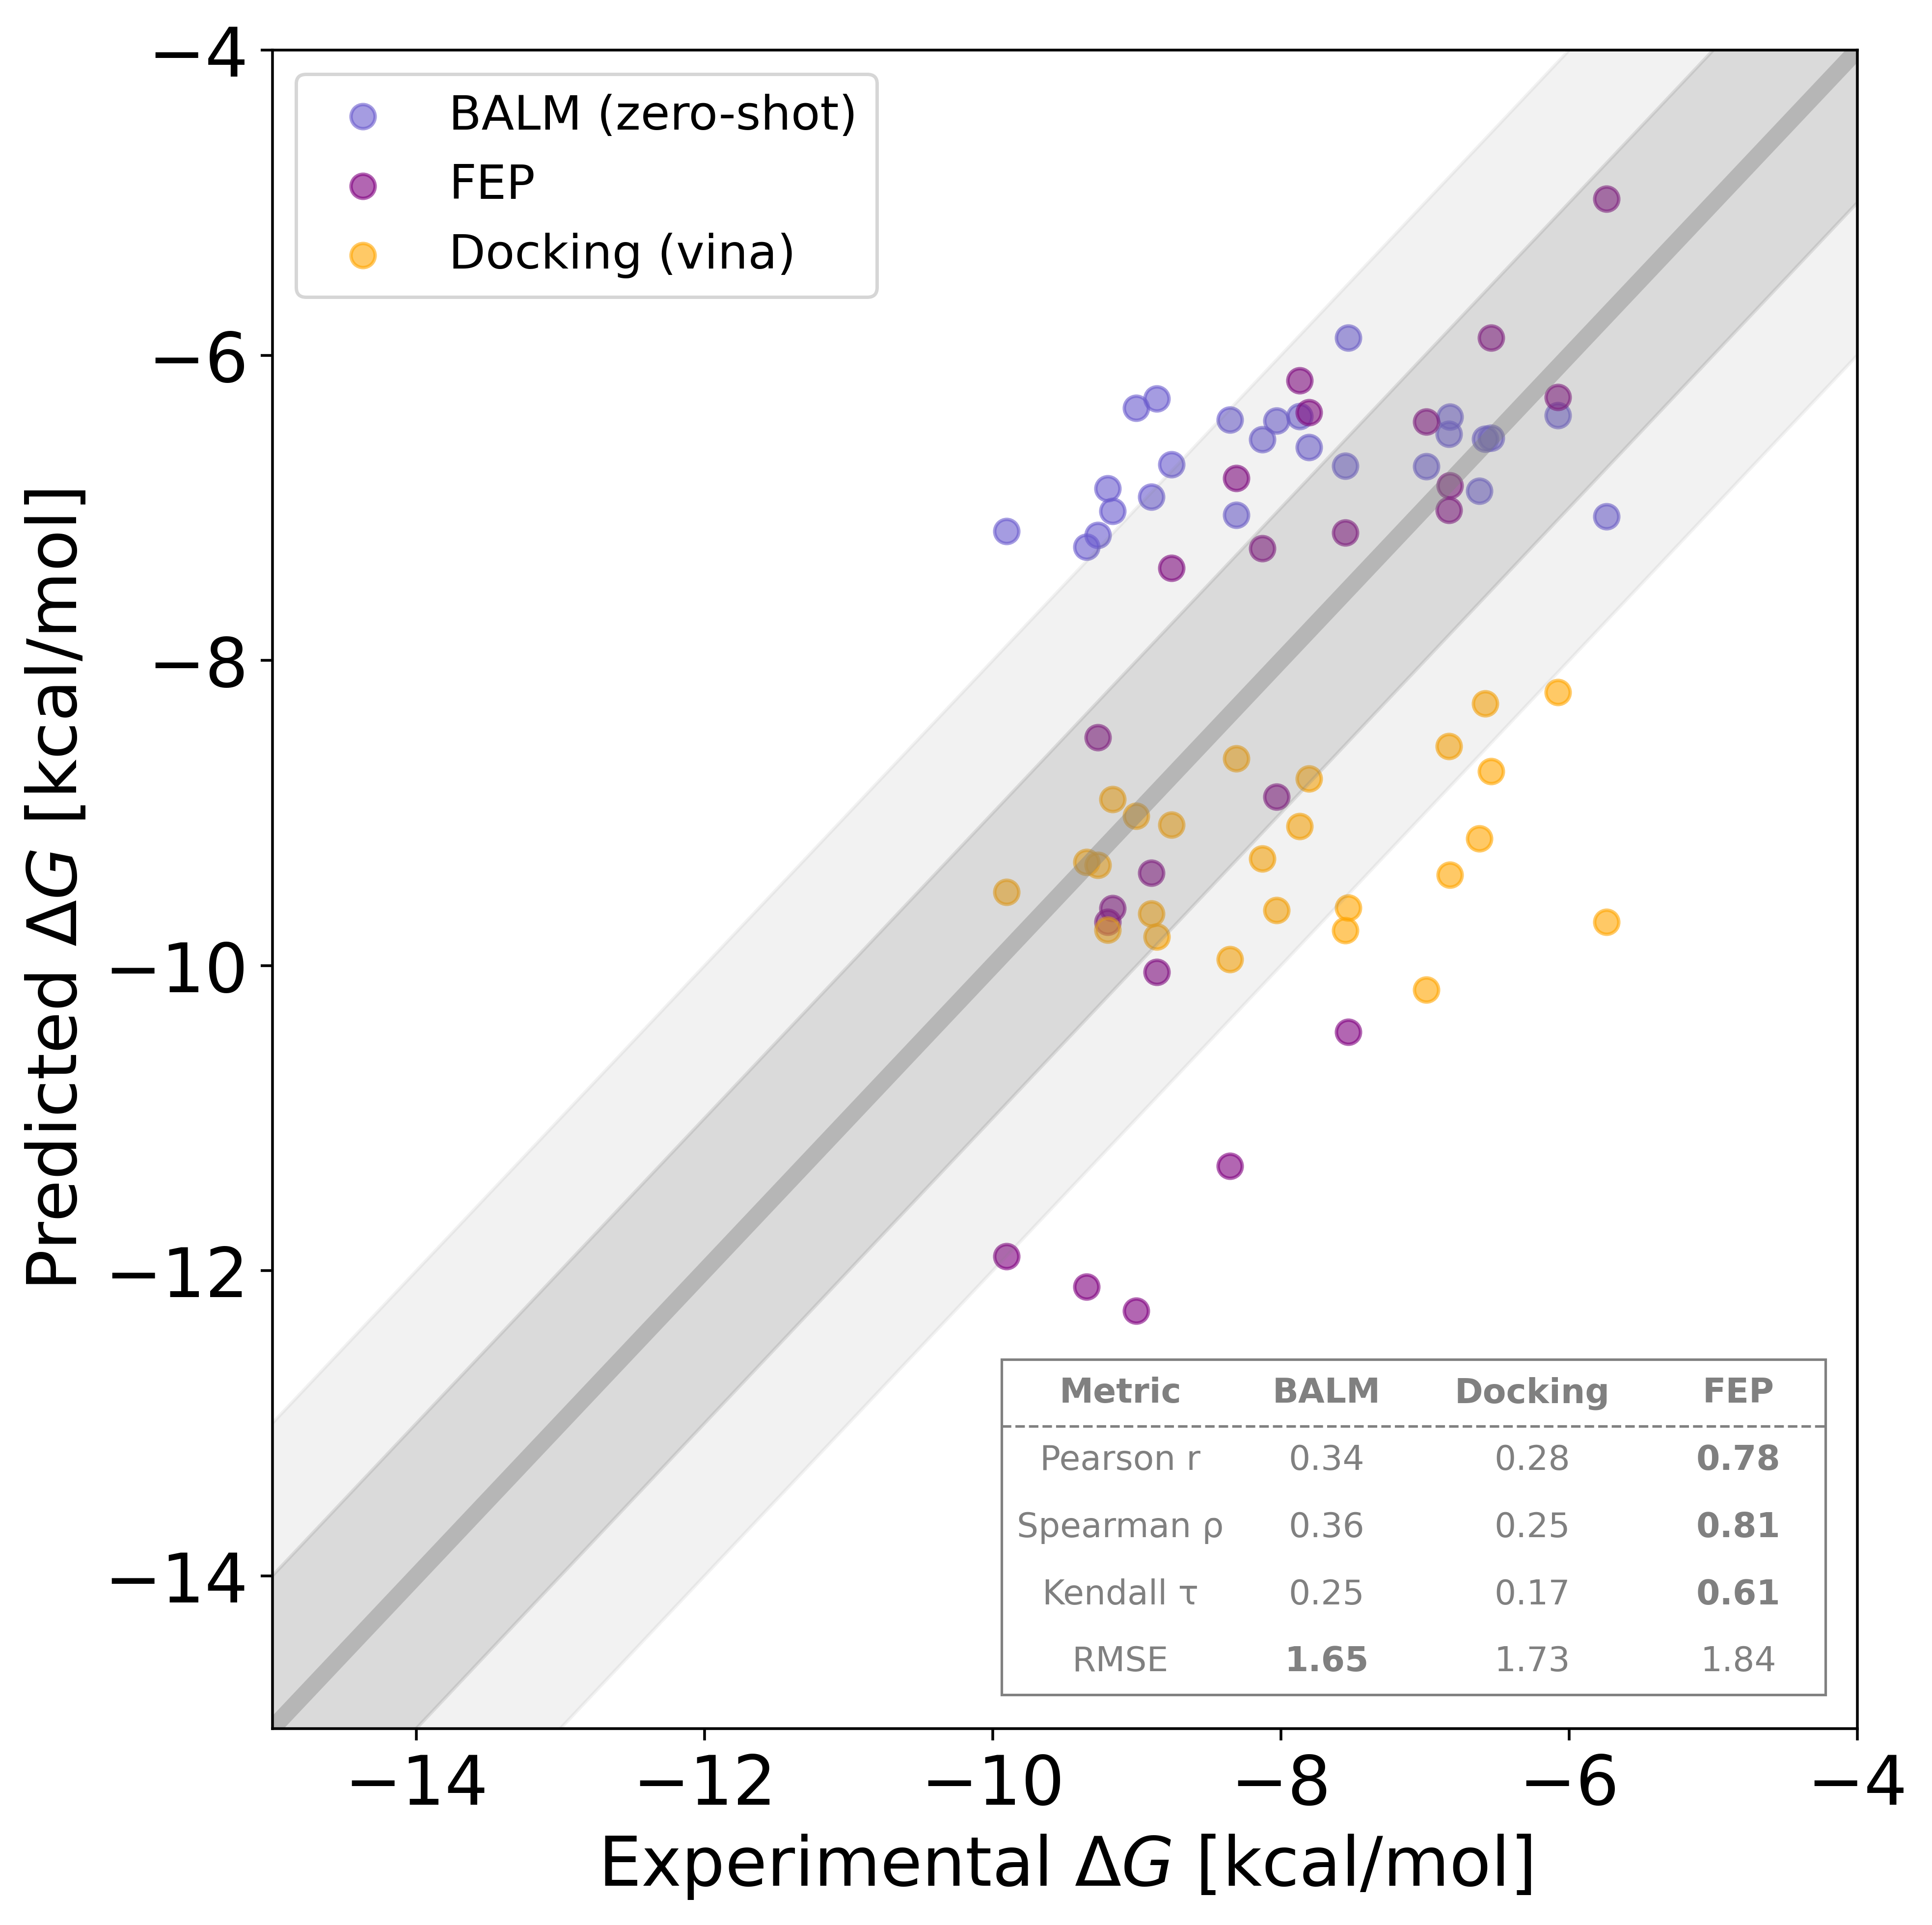 BALM (zero-shot)
FEP
Docking (vina)
−4
−6
−8
−10
−12
−14
Predicted ΔG [kcal/mol]
Metric BALM Docking FEP
Pearson r 0.34 0.28 0.78
Spearman ρ 0.36 0.25 0.81
Kendall τ 0.25 0.17 0.61
RMSE 1.65 1.73 1.84
−14 −12 −10 −8 −6 −4
Experimental ΔG [kcal/mol]